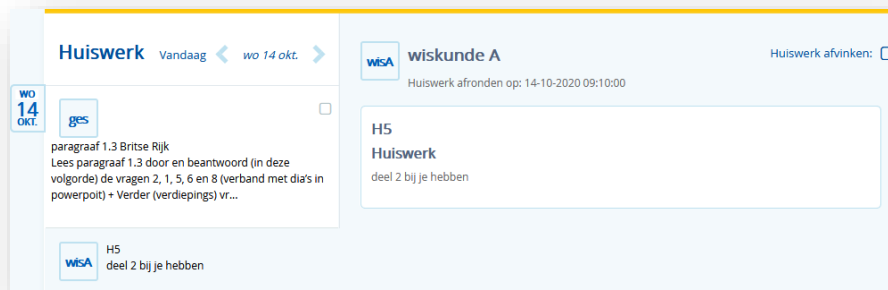 Huiswerk Vandaag wo 14 okt.
WO
14
OKT.
ges
paragraaf 1.3 Britse Rijk
Lees paragraaf 1.3 door en beantwoord (in deze
volgorde) de vragen 2, 1, 5, 6 en 8 (verband met dia's in
powerpoit) + Verder (verdiepings) vr...
wisA
H5
deel 2 bij je hebben
wisA
wiskunde A
Huiswerk afvinken:
Huiswerk afronden op: 14-10-2020 09:10:00
H5
Huiswerk
deel 2 bij je hebben